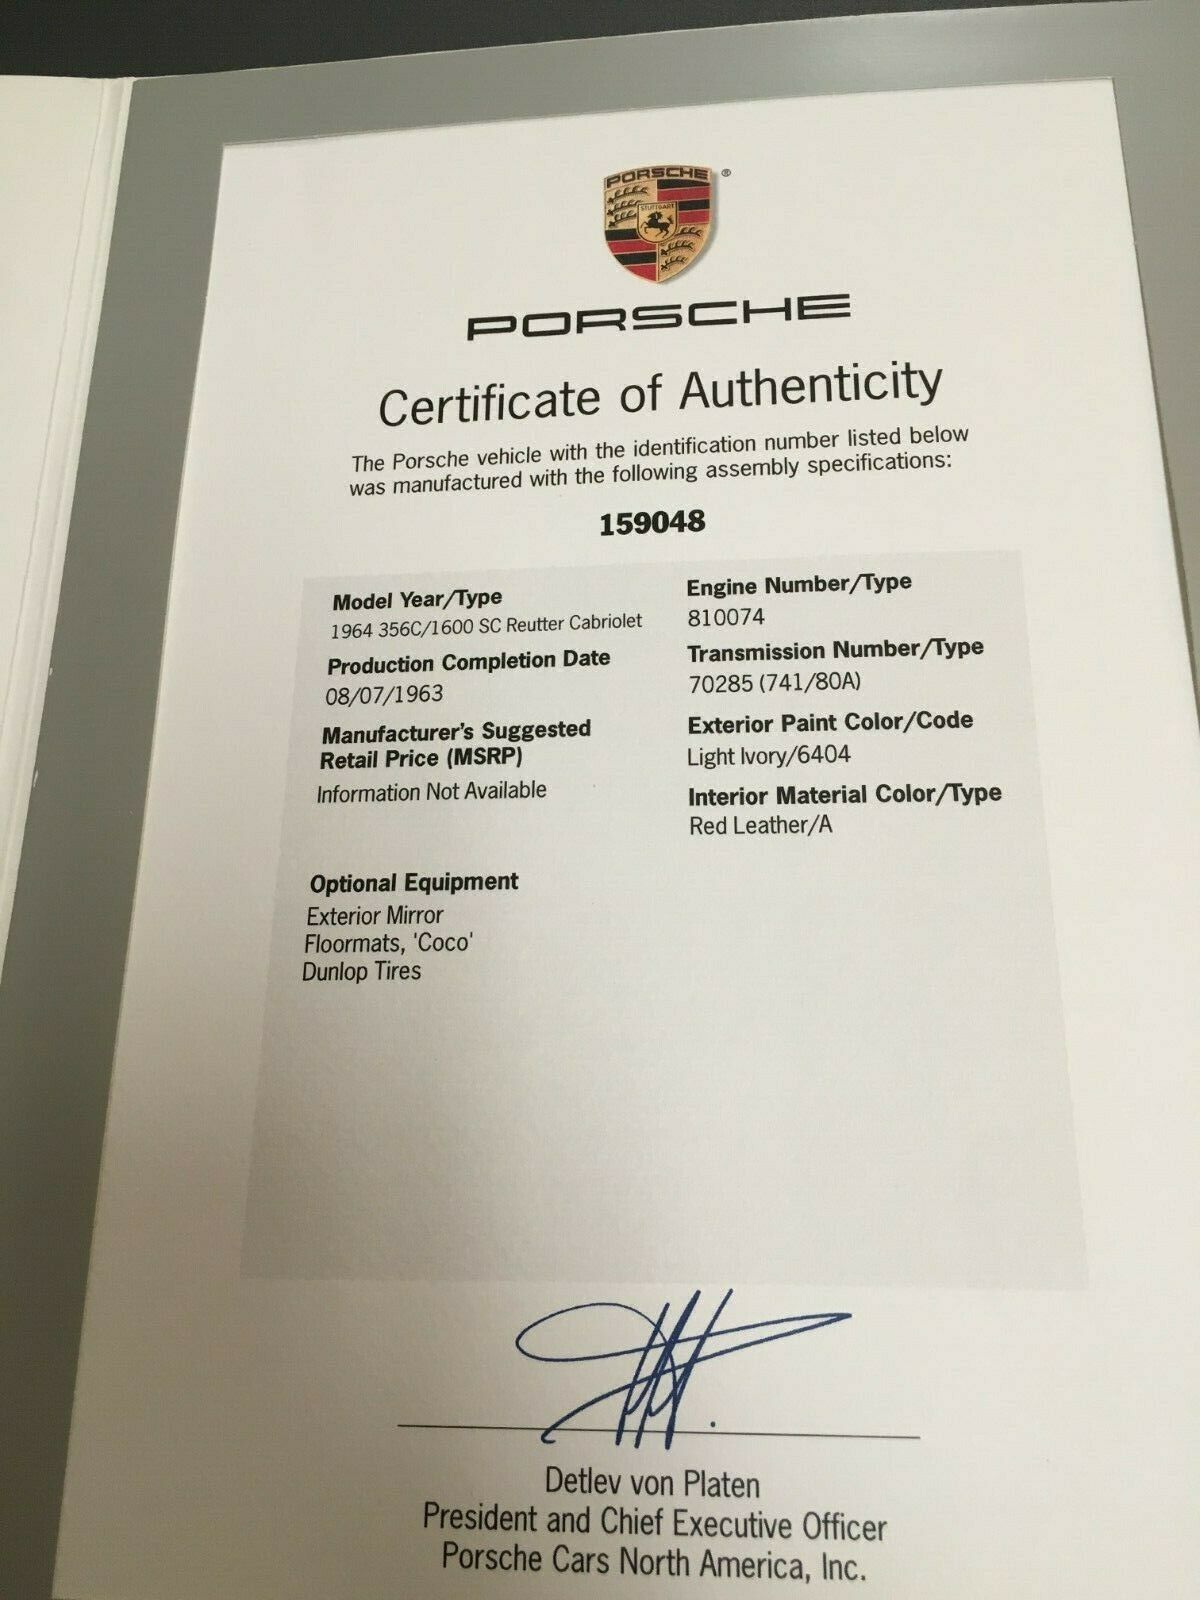 PORSCHE
®
STUTTGART
PORSCHE
Certificate of Authenticity
The Porsche vehicle with the identification number listed below
was manufactured with the following assembly specifications:
159048
Model Year/Type
1964 356C/1600 SC Reutter Cabriolet
Production Completion Date
08/07/1963
Manufacturer's Suggested
Retail Price (MSRP)
Information Not Available
Engine Number/Type
810074
Transmission Number/Type
70285 (741/80A)
Exterior Paint Color/Code
Light Ivory/6404
Interior Material Color/Type
Red Leather/A
Optional Equipment
Exterior Mirror
Floormats, 'Coco'
Dunlop Tires
Detlev von Platen
President and Chief Executive Officer
Porsche Cars North America, Inc.